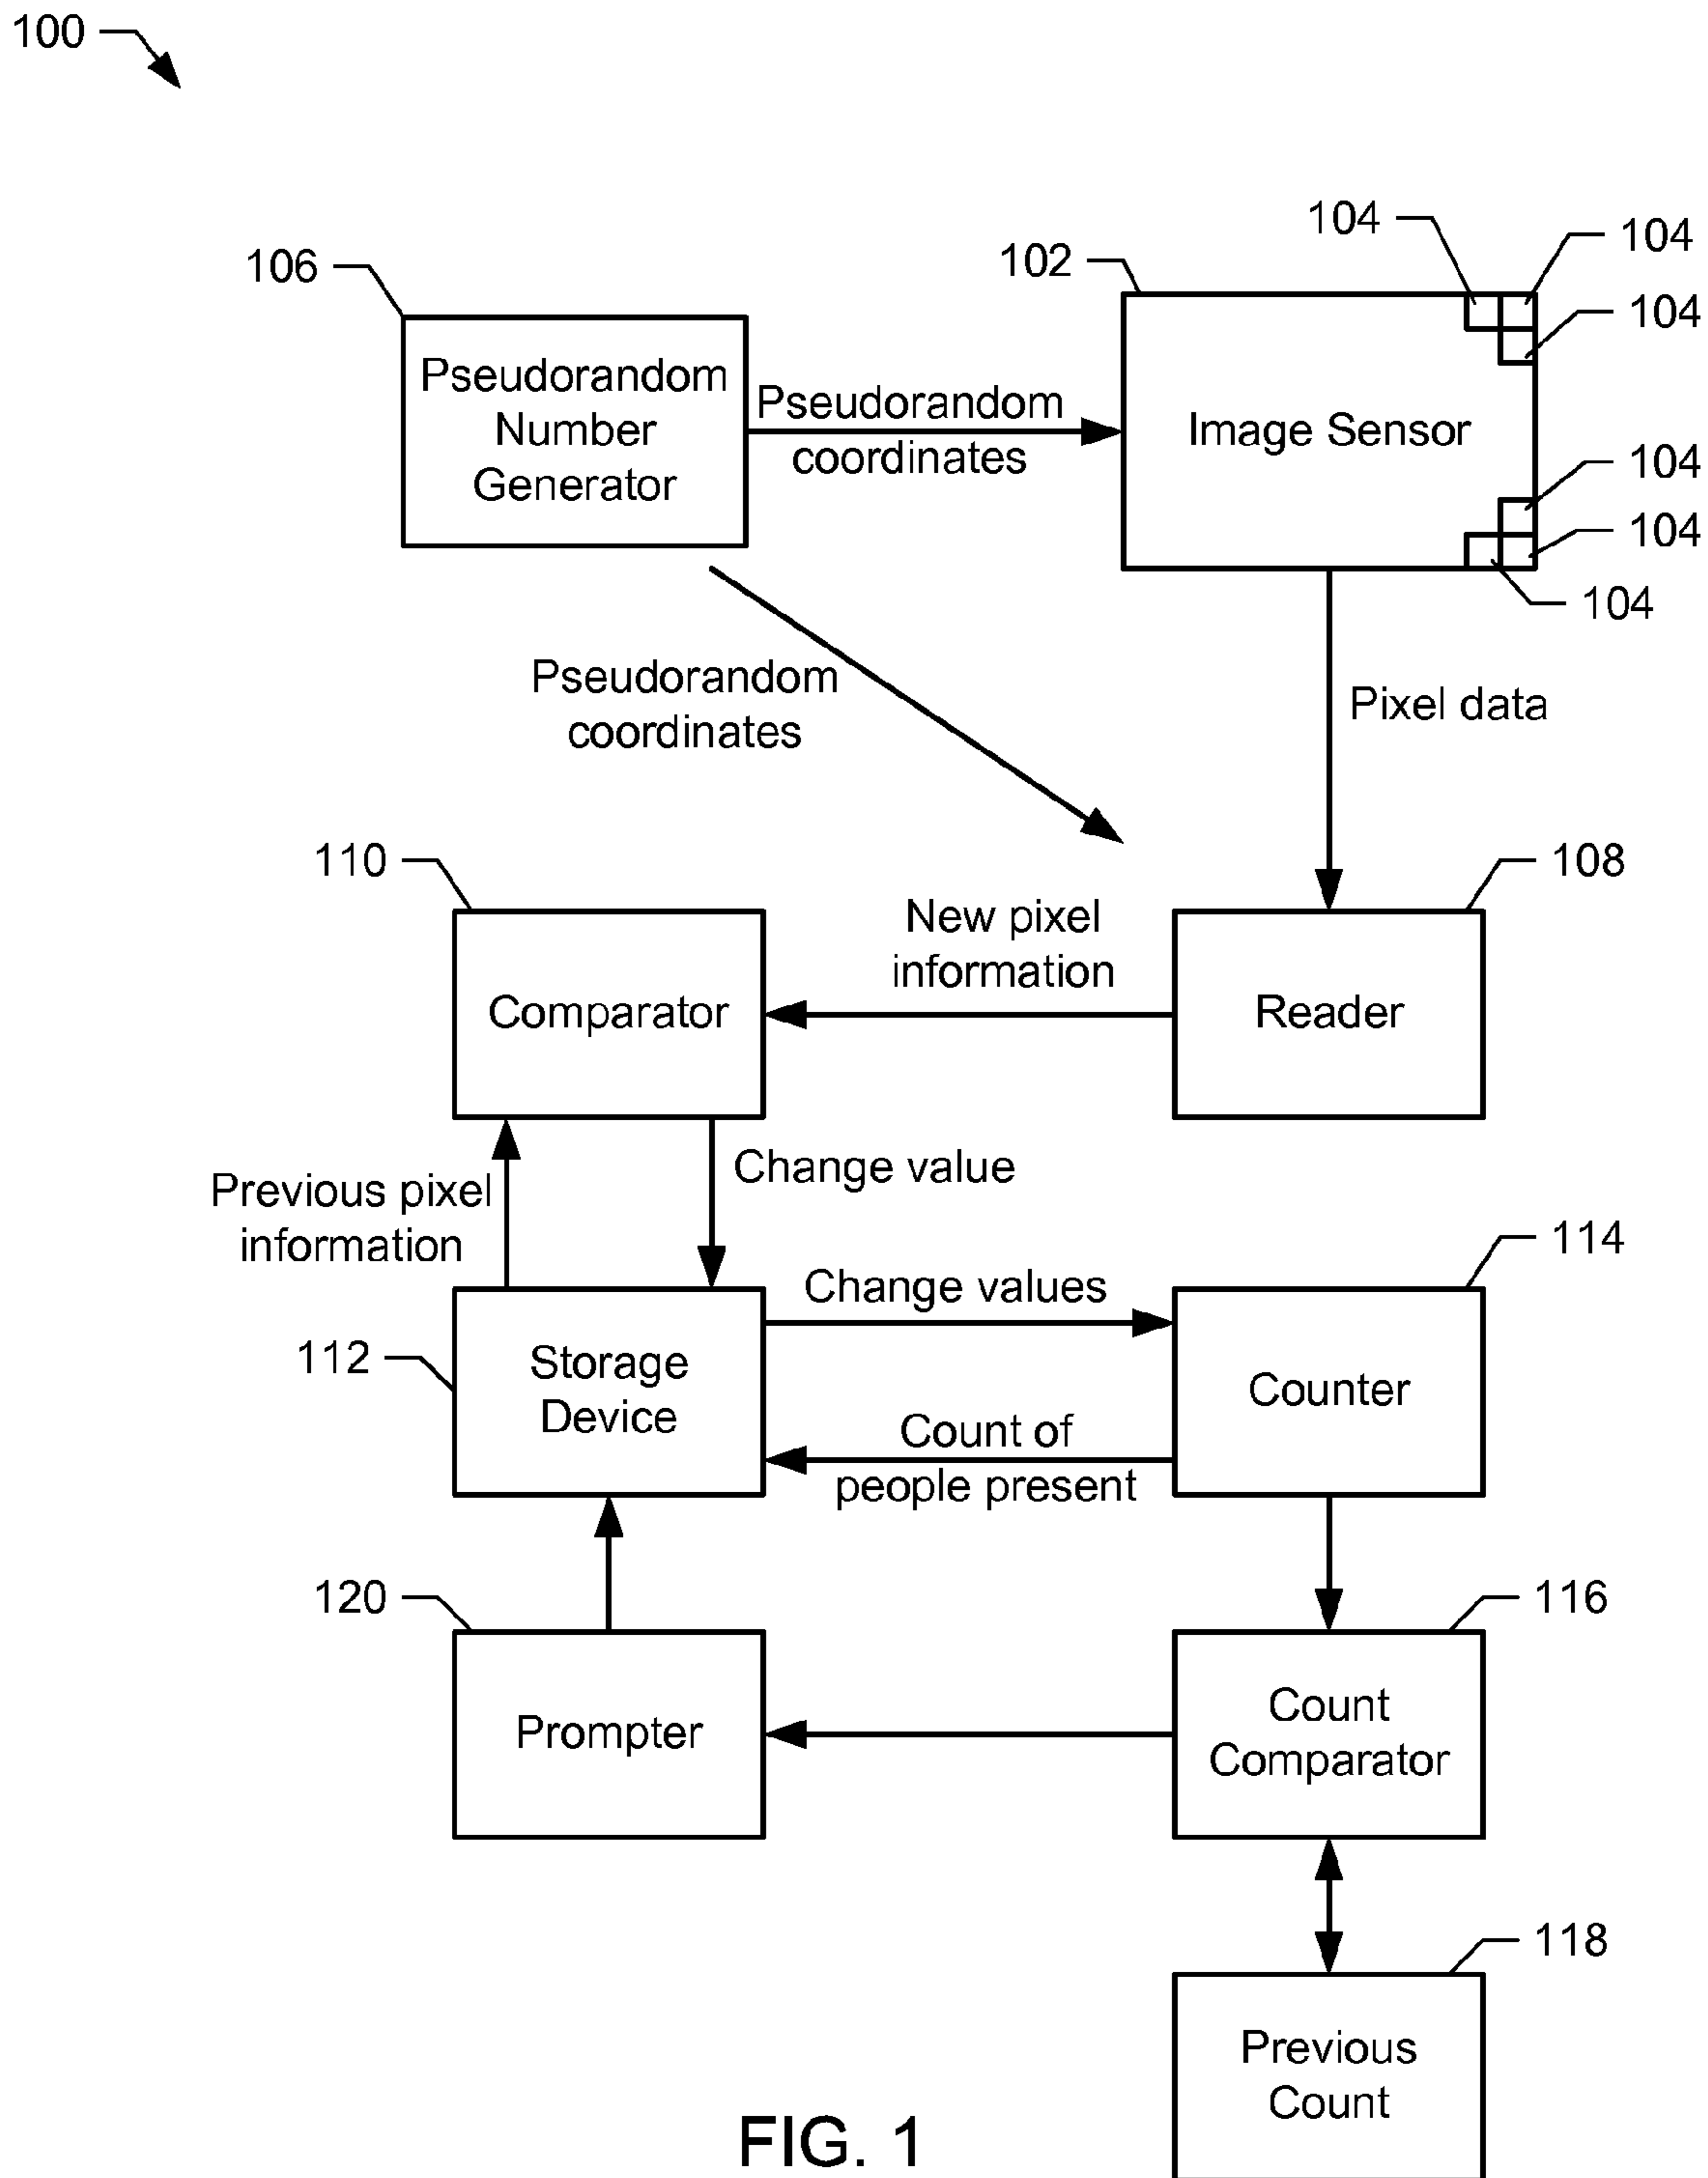 100
104
104
106
102
104
Pseudorandom
Number
Generator
Pseudorandom
coordinates
Image Sensor
104
104
104
Pseudorandom
coordinates
Pixel data
110
108
New pixel
information
Comparator
Reader
Previous pixel
information
Change value
114
Change values
112
Storage
Device
Counter
Count of
people present
120
116
Prompter
Count
Comparator
118
Previous
Count
FIG. 1